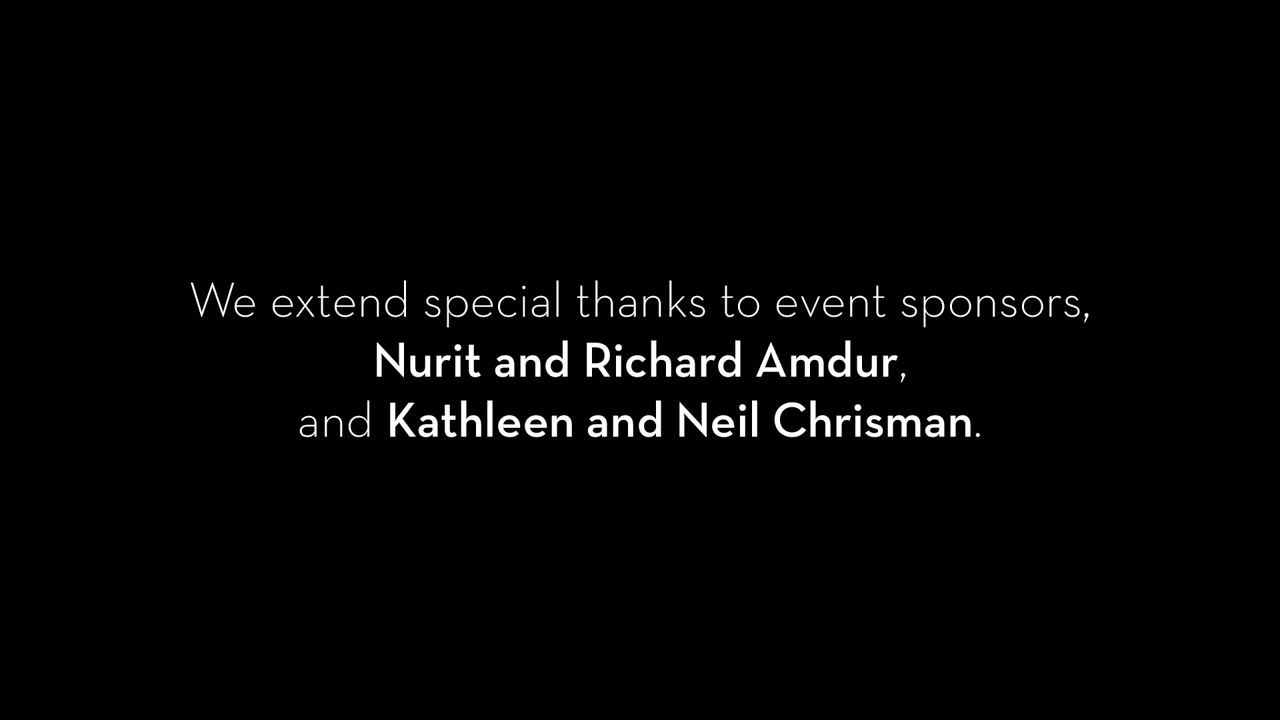 We extend special thanks to event sponsors,
Nurit and Richard Amdur,
and Kathleen and Neil Chrisman.